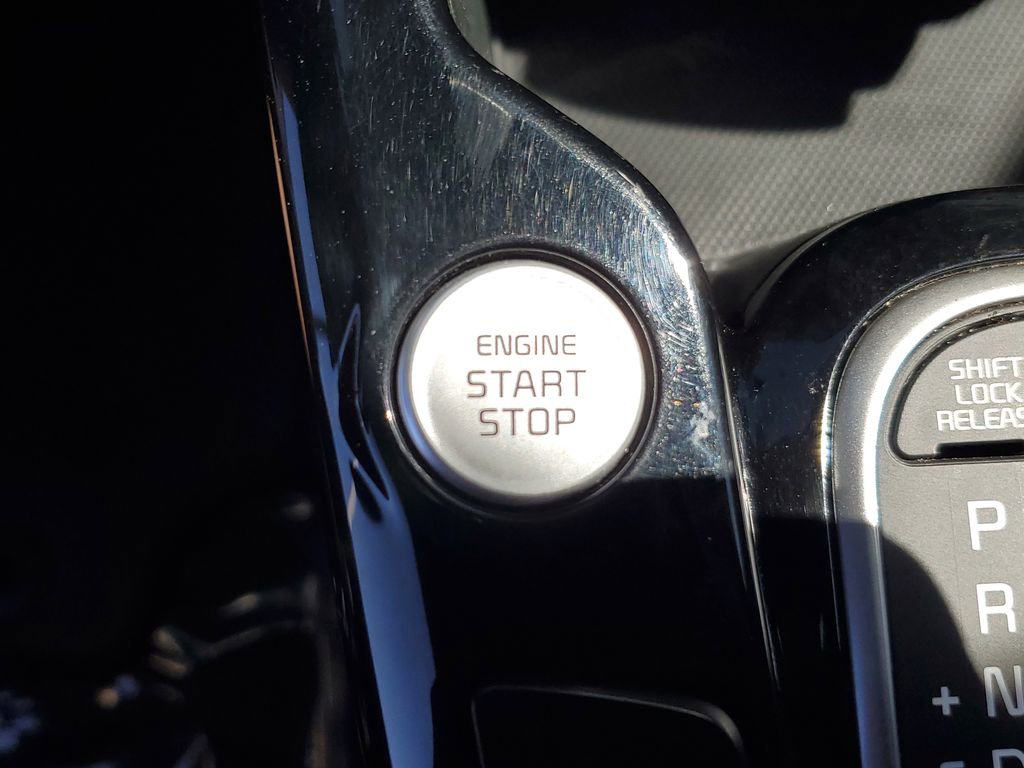 ENGINE
START
STOP
SHIFT
LOCK
P
R
+ N